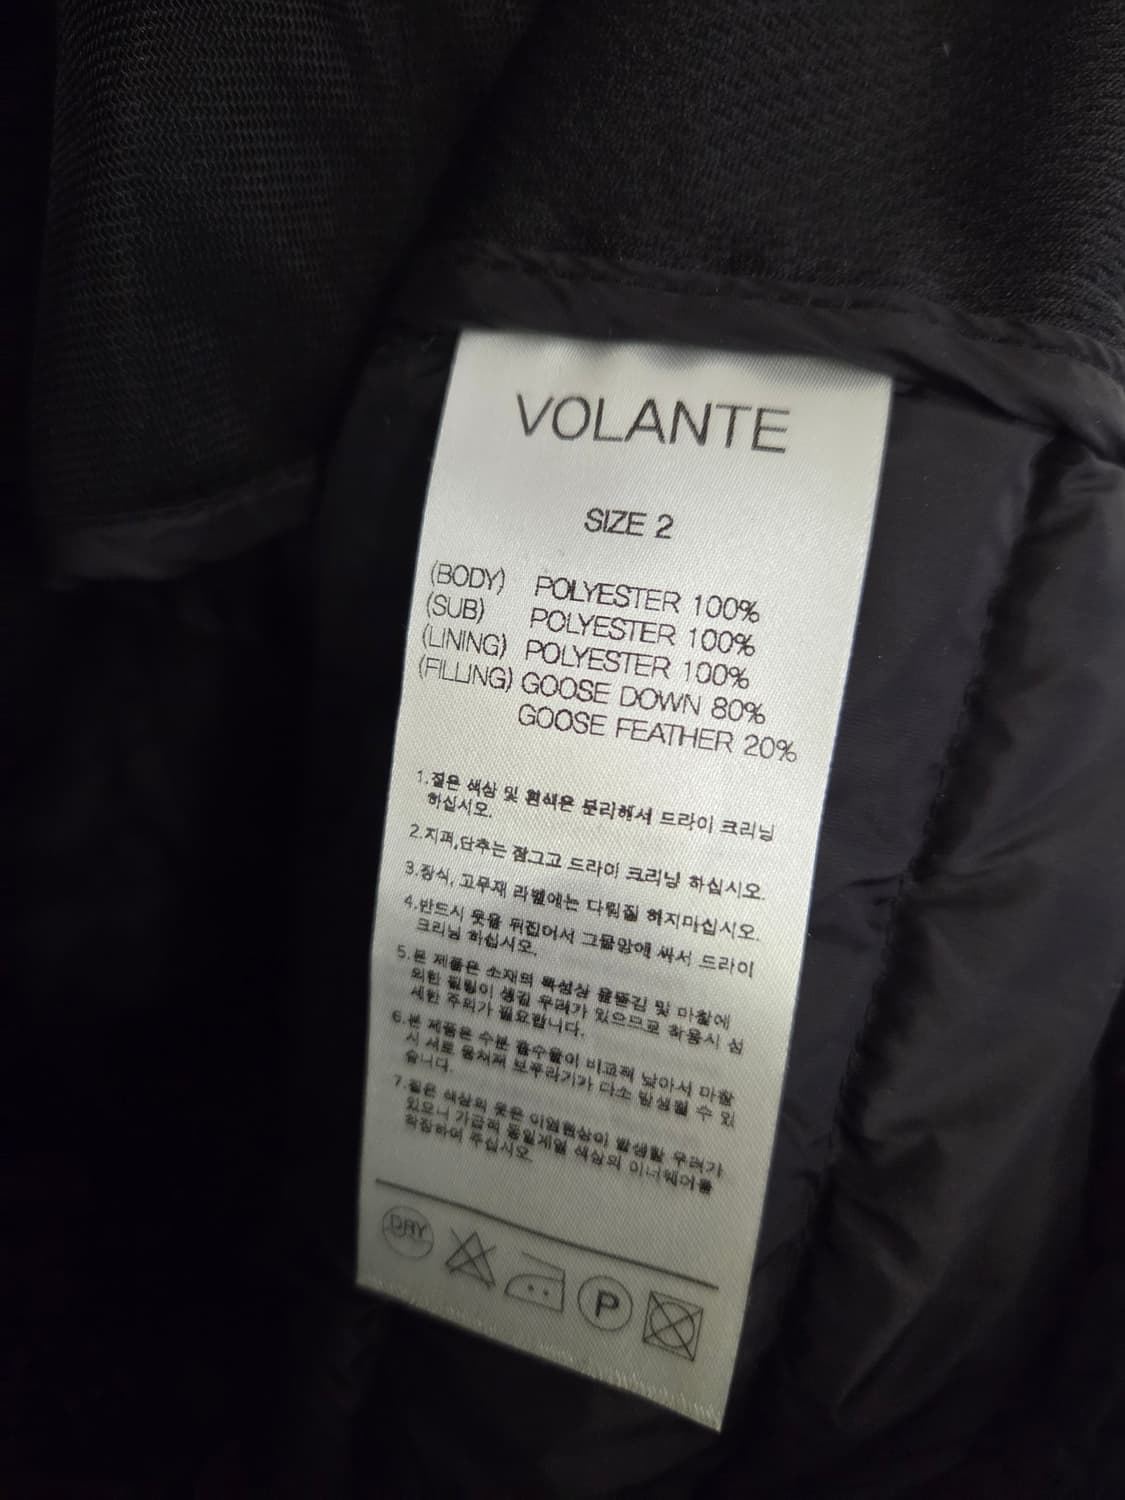 VOLANTE
SIZE 2
(BODY) POLYESTER 100%
(SUB) POLYESTER 100%
(LINING) POLYESTER 100%
(FILLING) GOOSE DOWN 80%
GOOSE FEATHER 20%
1.짙은 색상 및 흰색은 분리해서 드라이 크리닝
하십시오.
2.지퍼,단추는 잠그고 드라이 크리닝 하십시오.
3.장식, 고무재 라벨에는 다림질 하지마십시오.
4.반드시 옷을 뒤집어서 그물망에 싸서 드라이
크리닝 하십시오.
5.본 제품은 소재의 특성상 올뜯김 및 마찰에
의한 필링이 생길 우려가 있으므로 착용시 섬
세한 주의가 필요합니다.
6.본 제품은 수분 흡수율이 비교적 낮아서 마찰
시 서로 뭉쳐져 보푸라기가 다소 발생될 수 있
습니다.
7.짙은 색상의 옷은 이염현상이 발생할 우려가
있으니 가급적 동일계열 색상의 이너웨어를
착장하여 주십시오.
DRY
P